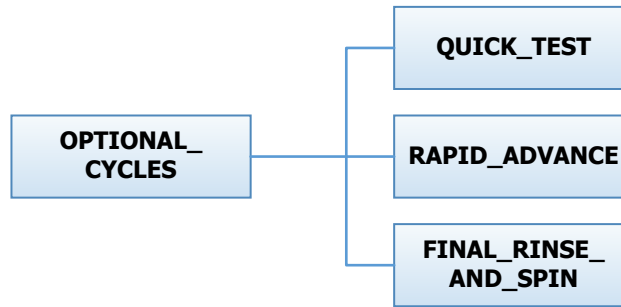 QUICK_TEST
OPTIONAL_
CYCLES
RAPID_ADVANCE
FINAL_RINSE_
AND_SPIN